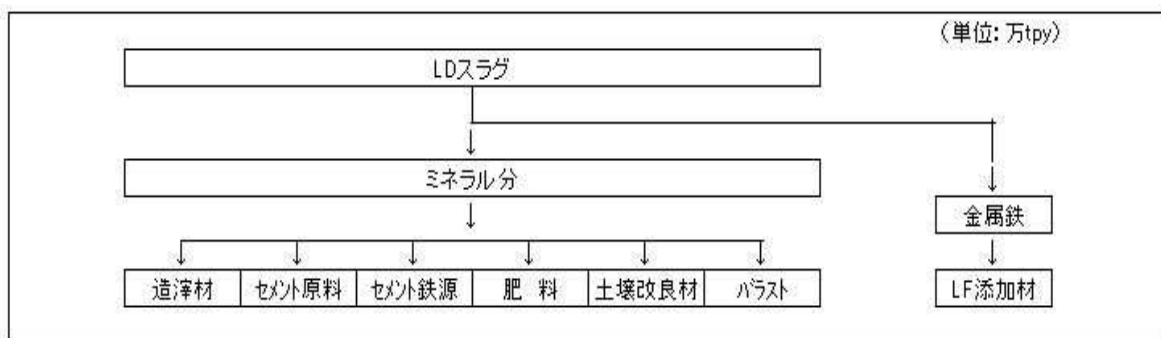 (単位: 万tpy)
LDスラグ
ミネラル分
金属鉄
造滓材 セメント原料 セメント鉄源 肥 料 土壌改良材 バラスト LF添加材